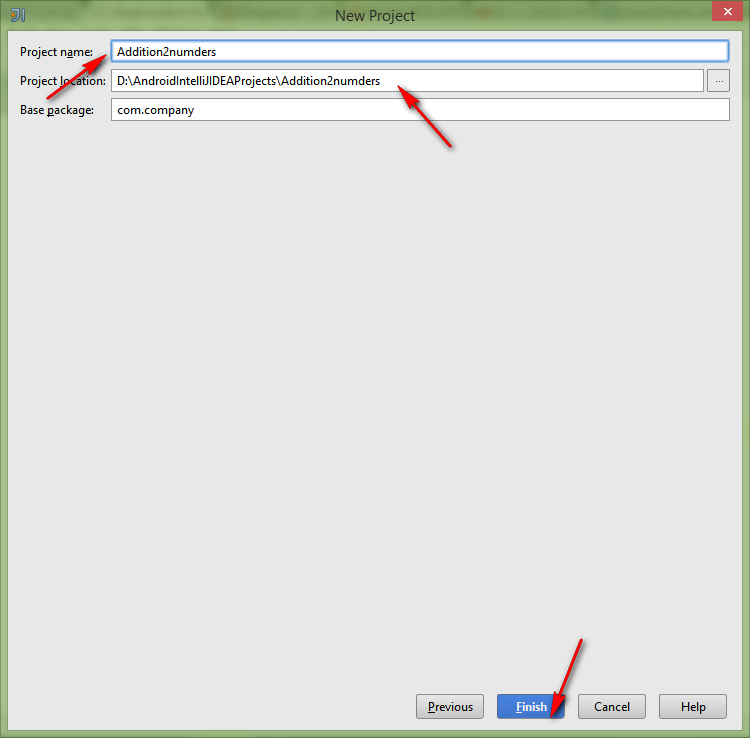 New Project
Project name: Addition2numders
Project location: D:\AndroidIntelliJIDEAProjects\Addition2numders ...
Base package: com.company
Previous Finish Cancel Help